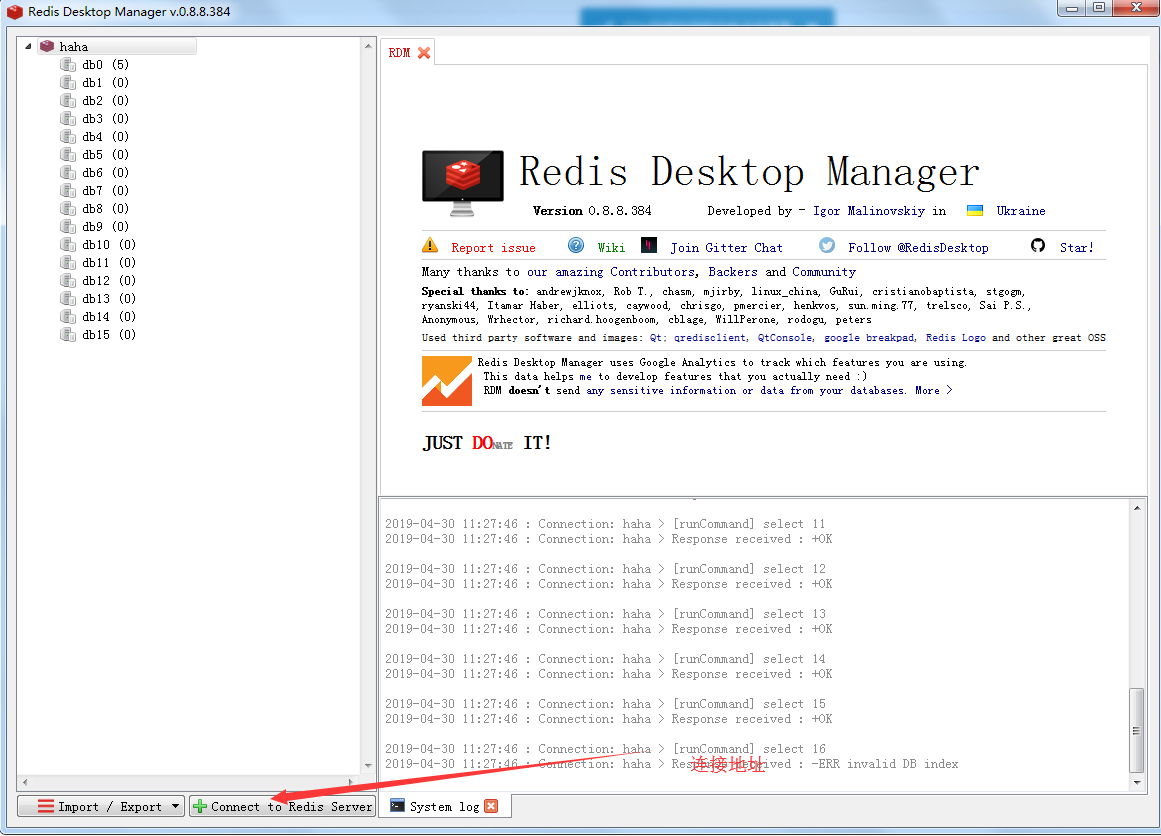 Redis Desktop Manager v.0.8.8.384
haha
db0 (5)
db1 (0)
db2 (0)
db3 (0)
db4 (0)
db5 (0)
db6 (0)
db7 (0)
db8 (0)
db9 (0)
db10 (0)
db11 (0)
db12 (0)
db13 (0)
db14 (0)
db15 (0)
Import / Export
Connect to Redis Server
RDM
Redis Desktop Manager
Version 0.8.8.384 Developed by - Igor Malinovskiy in Ukraine
Report issue Wiki Join Gitter Chat Follow @RedisDesktop Star!
Many thanks to our amazing Contributors, Backers and Community
Special thanks to: andrewjknox, Rob T., chasm, mjirby, linux_china, GuRui, cristianobaptista, stgogm,
ryanski44, Itamar Haber, elliots, caywood, chrisgo, pmercier, henkvos, sun.ming.77, trelsco, Sai P.S.,
Anonymous, Wrhector, richard.hoogenboom, cblage, WillPerone, rodogu, peters
Used third party software and images: Qt; qredisclient, QtConsole, google breakpad, Redis Logo and other great OSS
Redis Desktop Manager uses Google Analytics to track which features you are using.
This data helps me to develop features that you actually need :)
RDM doesn't send any sensitive information or data from your databases. More >
JUST DONATE IT!
2019-04-30 11:27:46 : Connection: haha > [runCommand] select 11
2019-04-30 11:27:46 : Connection: haha > Response received : +OK
2019-04-30 11:27:46 : Connection: haha > [runCommand] select 12
2019-04-30 11:27:46 : Connection: haha > Response received : +OK
2019-04-30 11:27:46 : Connection: haha > [runCommand] select 13
2019-04-30 11:27:46 : Connection: haha > Response received : +OK
2019-04-30 11:27:46 : Connection: haha > [runCommand] select 14
2019-04-30 11:27:46 : Connection: haha > Response received : +OK
2019-04-30 11:27:46 : Connection: haha > [runCommand] select 15
2019-04-30 11:27:46 : Connection: haha > Response received : +OK
2019-04-30 11:27:46 : Connection: haha > [runCommand] select 16
2019-04-30 11:27:46 : Connection: haha > Response received : -ERR invalid DB index
连接地址
System log